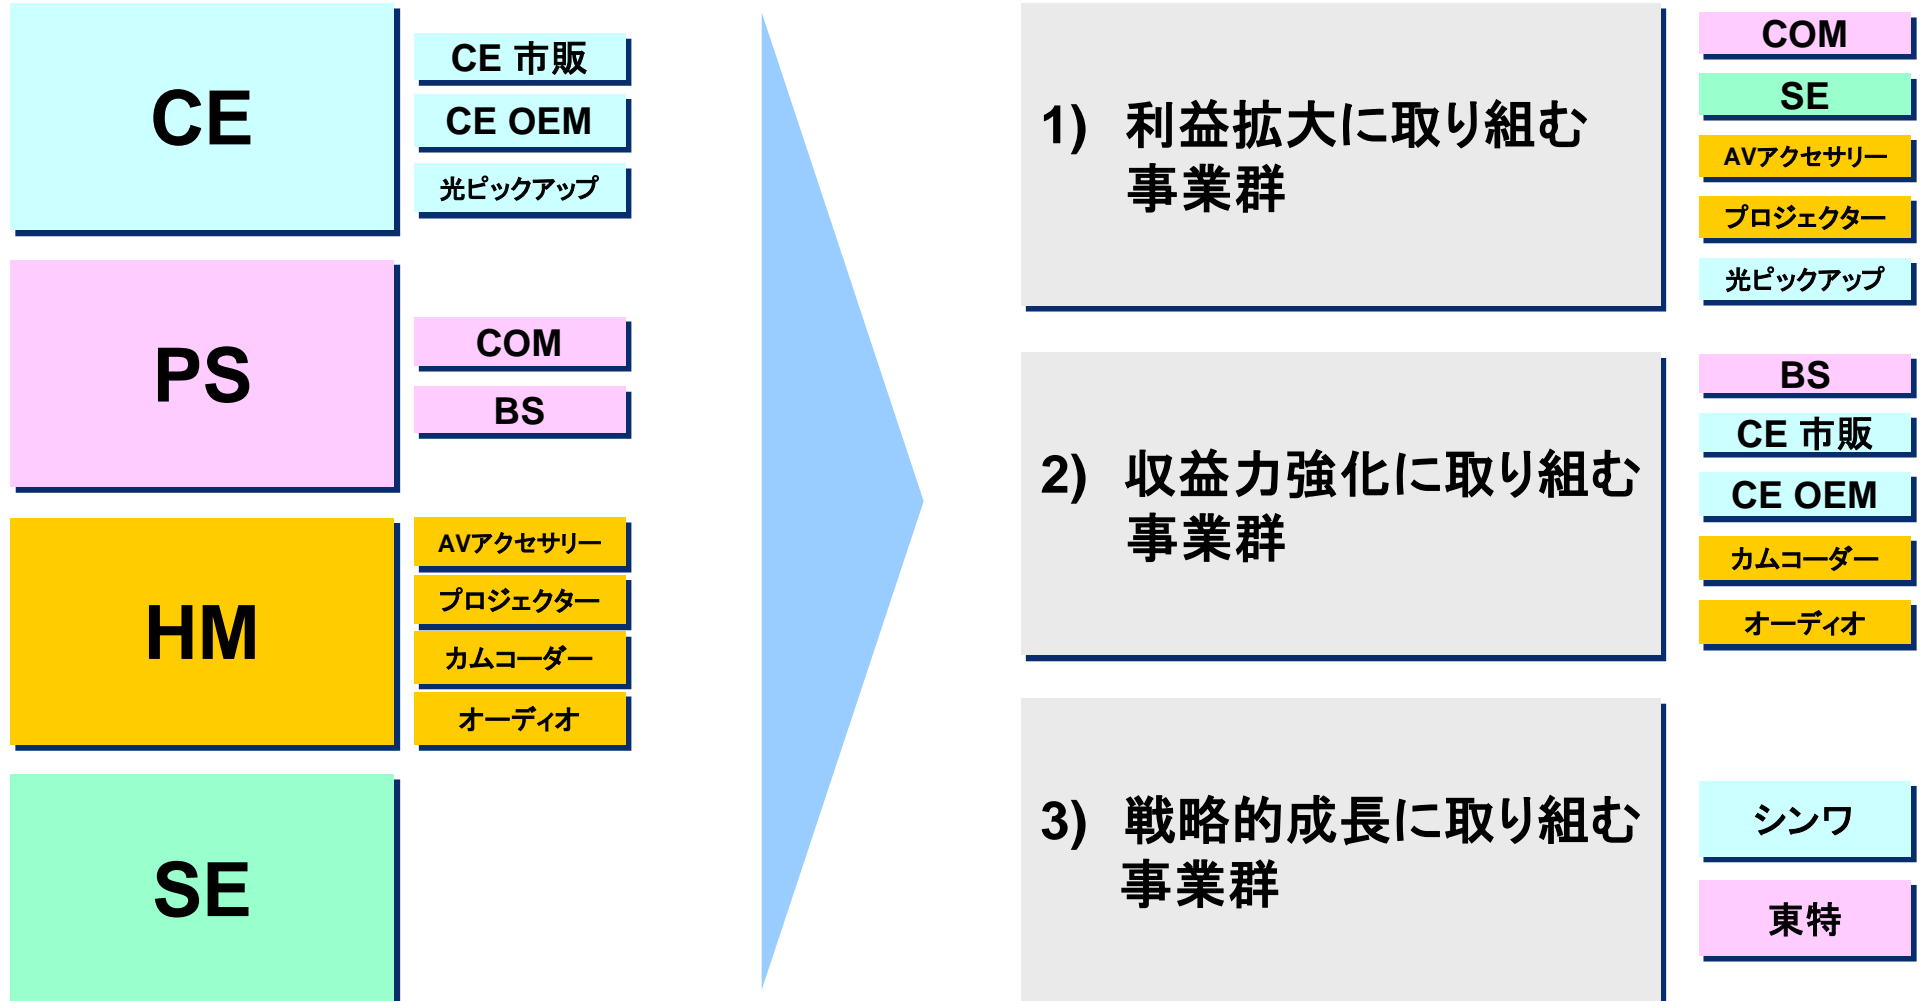 CE
CE 市販
CE OEM
光ピックアップ
PS
COM
BS
HM
AVアクセサリー
プロジェクター
カムコーダー
オーディオ
SE
1) 利益拡大に取り組む
事業群
COM
SE
AVアクセサリー
プロジェクター
光ピックアップ
2) 収益力強化に取り組む
事業群
BS
CE 市販
CE OEM
カムコーダー
オーディオ
3) 戦略的成長に取り組む
事業群
シンワ
東特